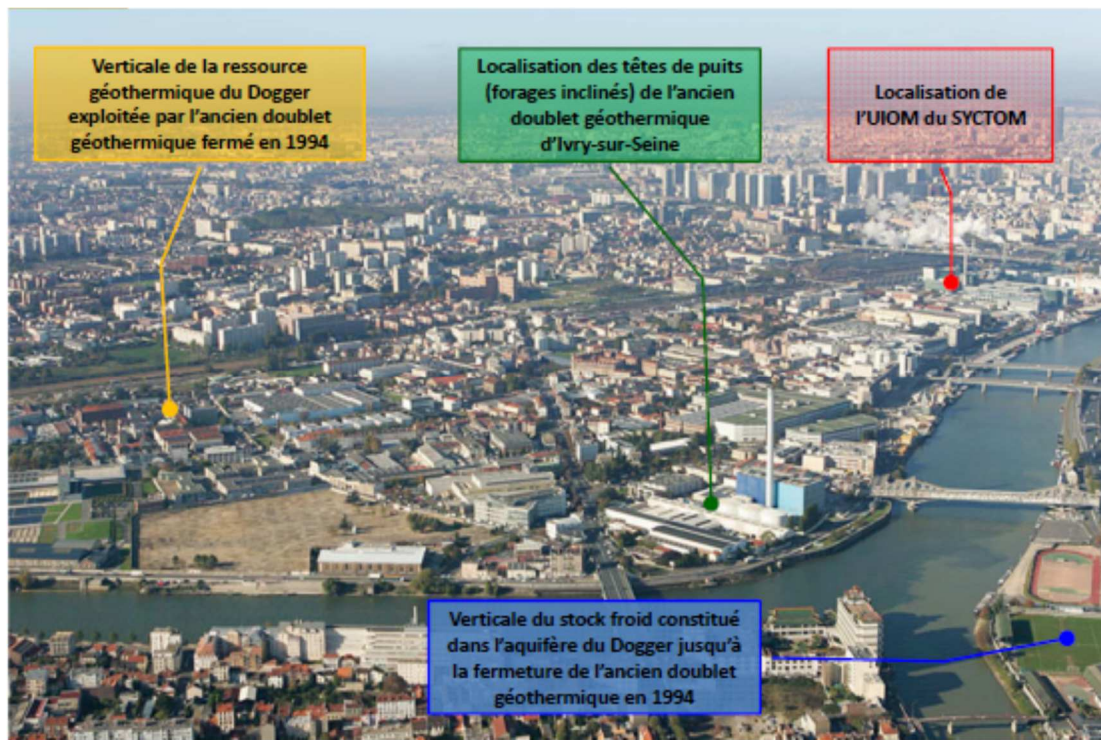 Verticale de la ressource
géothermique du Dogger
exploitée par l'ancien doublet
géothermique fermé en 1994
Localisation des têtes de puits
(forages inclinés) de l'ancien
doublet géothermique
d'Ivry-sur-Seine
Localisation de
l'UIOM du SYCTOM
Verticale du stock froid constitué
dans l'aquifère du Dogger jusqu'à
la fermeture de l'ancien doublet
géothermique en 1994